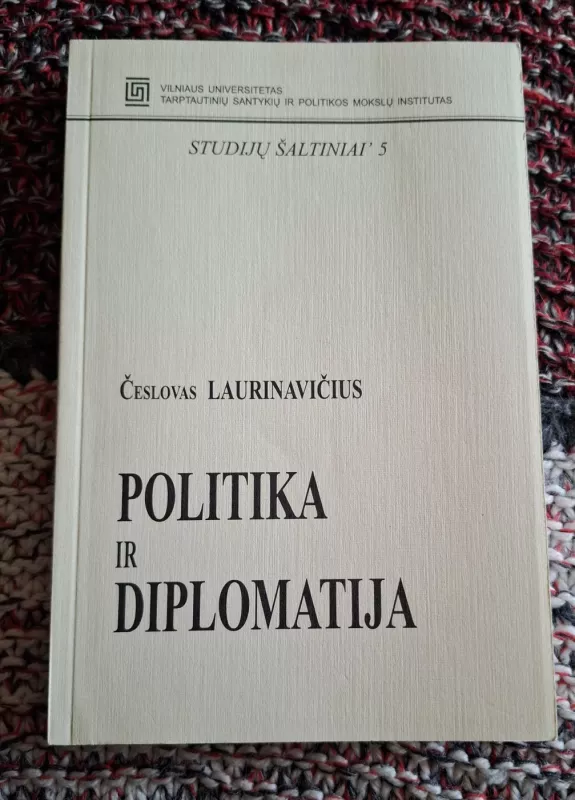 VILNIAUS UNIVERSITETAS
TARPTAUTINIŲ SANTYKIŲ IR POLITIKOS MOKSLŲ INSTITUTAS
STUDIJŲ ŠALTINIAI' 5
ČESLOVAS LAURINAVIČIUS
POLITIKA
IR
DIPLOMATIJA